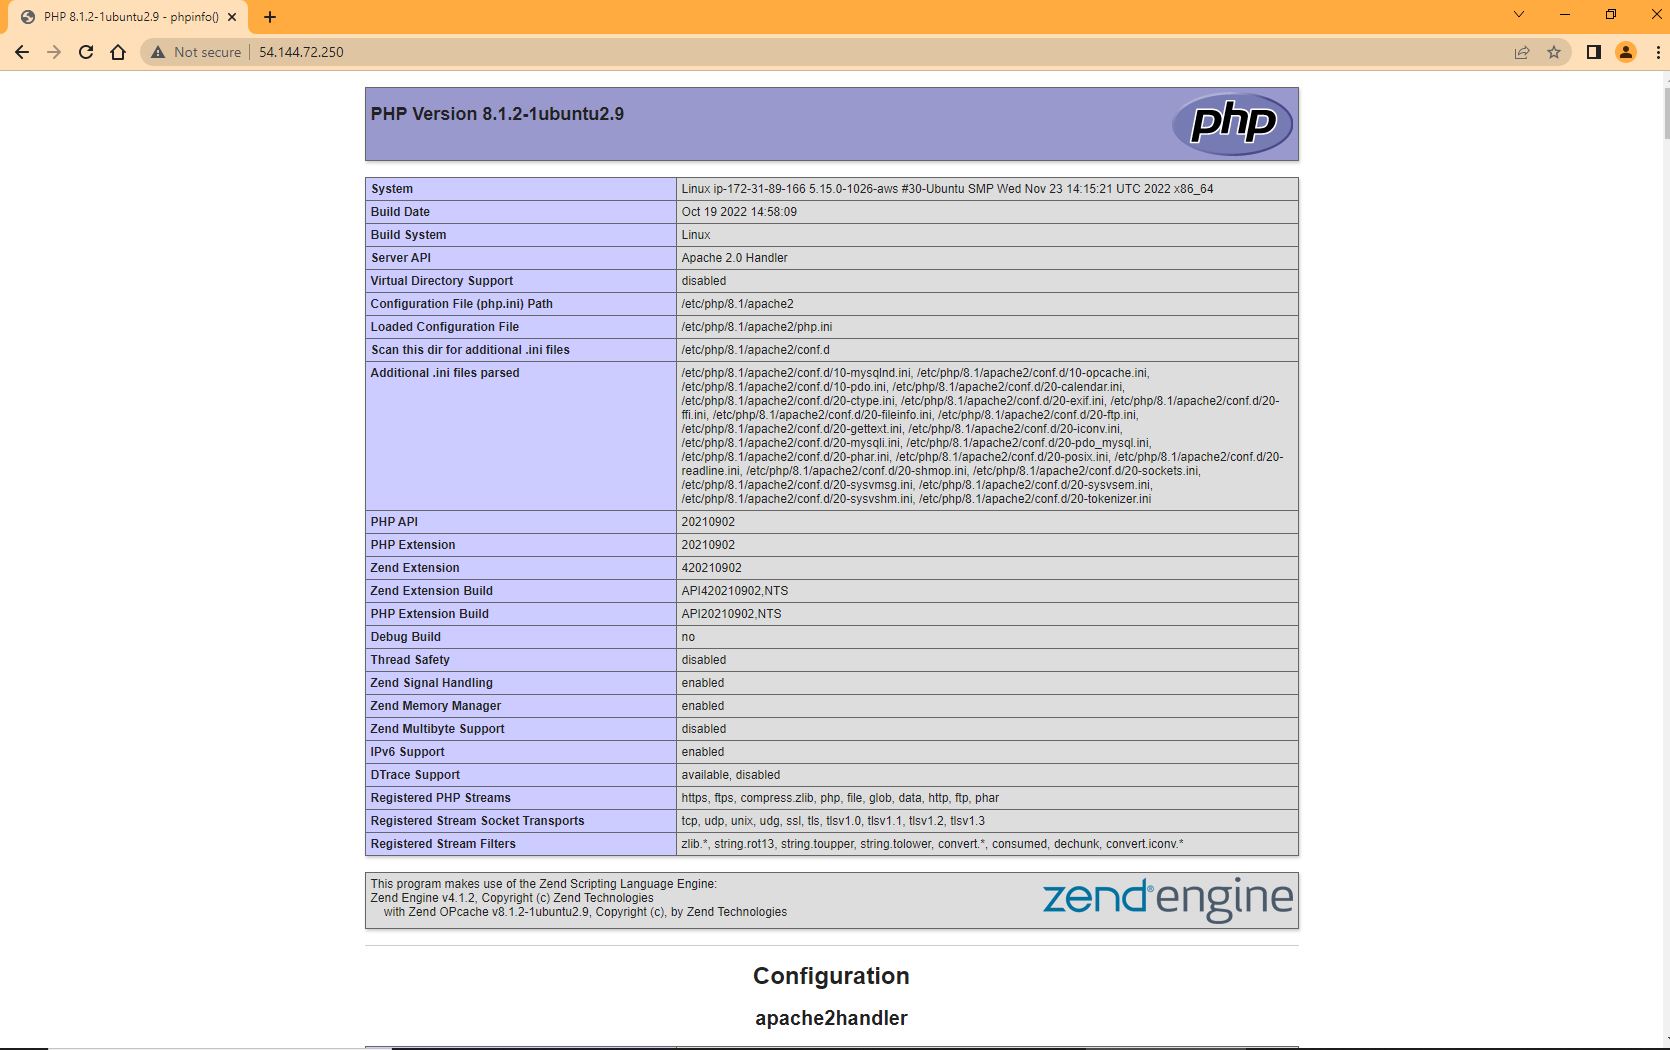 PHP 8.1.2-1ubuntu2.9 - phpinfo()
Not secure
54.144.72.250
PHP Version 8.1.2-1ubuntu2.9
php
System Linux ip-172-31-89-166 5.15.0-1026-aws #30-Ubuntu SMP Wed Nov 23 14:15:21 UTC 2022 x86_64
Build Date Oct 19 2022 14:58:09
Build System Linux
Server API Apache 2.0 Handler
Virtual Directory Support disabled
Configuration File (php.ini) Path /etc/php/8.1/apache2
Loaded Configuration File /etc/php/8.1/apache2/php.ini
Scan this dir for additional .ini files /etc/php/8.1/apache2/conf.d
Additional .ini files parsed /etc/php/8.1/apache2/conf.d/10-mysqlnd.ini, /etc/php/8.1/apache2/conf.d/10-opcache.ini,
/etc/php/8.1/apache2/conf.d/10-pdo.ini, /etc/php/8.1/apache2/conf.d/20-calendar.ini,
/etc/php/8.1/apache2/conf.d/20-ctype.ini, /etc/php/8.1/apache2/conf.d/20-exif.ini, /etc/php/8.1/apache2/conf.d/20-
ffi.ini, /etc/php/8.1/apache2/conf.d/20-fileinfo.ini, /etc/php/8.1/apache2/conf.d/20-ftp.ini,
/etc/php/8.1/apache2/conf.d/20-gettext.ini, /etc/php/8.1/apache2/conf.d/20-iconv.ini,
/etc/php/8.1/apache2/conf.d/20-mysqli.ini, /etc/php/8.1/apache2/conf.d/20-pdo_mysql.ini,
/etc/php/8.1/apache2/conf.d/20-phar.ini, /etc/php/8.1/apache2/conf.d/20-posix.ini, /etc/php/8.1/apache2/conf.d/20-
readline.ini, /etc/php/8.1/apache2/conf.d/20-shmop.ini, /etc/php/8.1/apache2/conf.d/20-sockets.ini,
/etc/php/8.1/apache2/conf.d/20-sysvmsg.ini, /etc/php/8.1/apache2/conf.d/20-sysvsem.ini,
/etc/php/8.1/apache2/conf.d/20-sysvshm.ini, /etc/php/8.1/apache2/conf.d/20-tokenizer.ini
PHP API 20210902
PHP Extension 20210902
Zend Extension 420210902
Zend Extension Build API420210902,NTS
PHP Extension Build API20210902,NTS
Debug Build no
Thread Safety disabled
Zend Signal Handling enabled
Zend Memory Manager enabled
Zend Multibyte Support disabled
IPv6 Support enabled
DTrace Support available, disabled
Registered PHP Streams https, ftps, compress.zlib, php, file, glob, data, http, ftp, phar
Registered Stream Socket Transports tcp, udp, unix, udg, ssl, tls, tlsv1.0, tlsv1.1, tlsv1.2, tlsv1.3
Registered Stream Filters zlib.*, string.rot13, string.toupper, string.tolower, convert.*, consumed, dechunk, convert.iconv.*
This program makes use of the Zend Scripting Language Engine:
Zend Engine v4.1.2, Copyright (c) Zend Technologies
with Zend OPcache v8.1.2-1ubuntu2.9, Copyright (c), by Zend Technologies
zend® engine
Configuration
apache2handler